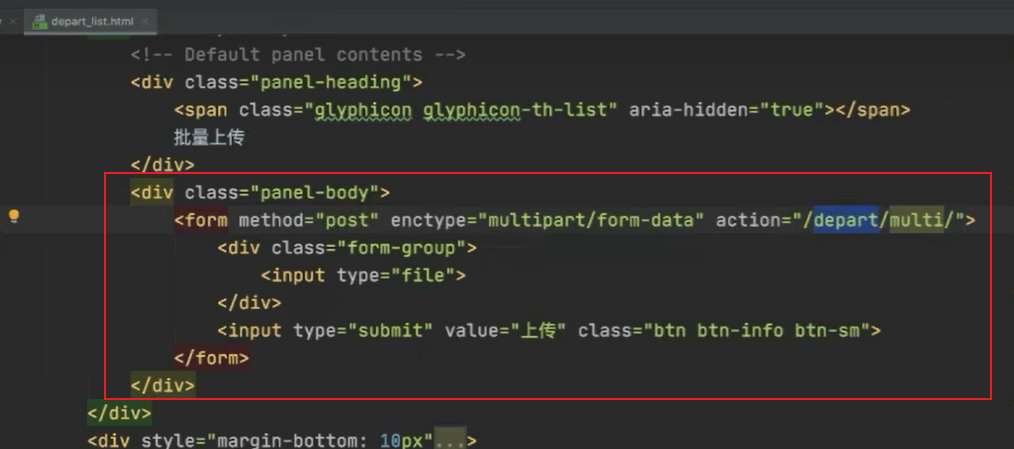 depart_list.html
<!-- Default panel contents -->
<div class="panel-heading">
<span class="glyphicon glyphicon-th-list" aria-hidden="true"></span>
批量上传
</div>
<div class="panel-body">
<form method="post" enctype="multipart/form-data" action="/depart/multi/">
<div class="form-group">
<input type="file">
</div>
<input type="submit" value="上传" class="btn btn-info btn-sm">
</form>
</div>
</div>
<div style="margin-bottom: 10px"...>